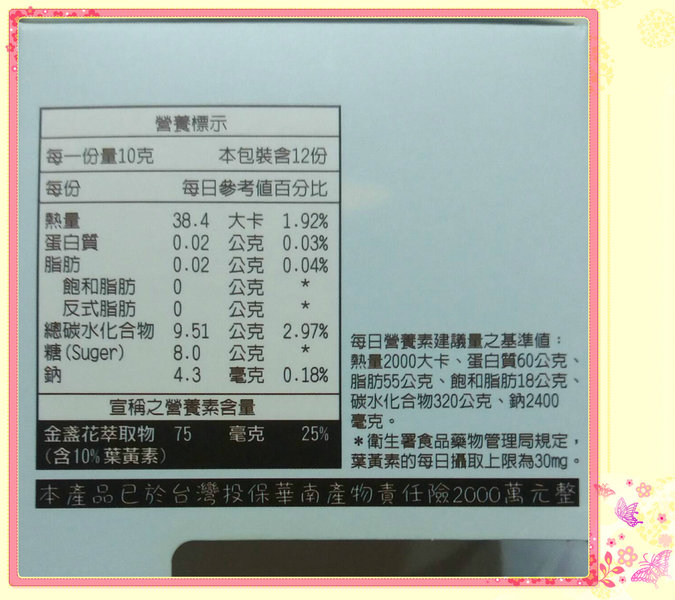 營養標示
每一份量10克 本包裝含12份
每份 每日參考值百分比
熱量 38.4 大卡 1.92%
蛋白質 0.02 公克 0.03%
脂肪 0.02 公克 0.04%
飽和脂肪 0 公克 *
反式脂肪 0 公克 *
總碳水化合物 9.51 公克 2.97%
糖(Suger) 8.0 公克 *
鈉 4.3 毫克 0.18%
宣稱之營養素含量
金盞花萃取物 75 毫克 25%
(含10%葉黃素)
每日營養素建議量之基準值：
熱量2000大卡、蛋白質60公克、
脂肪55公克、飽和脂肪18公克、
碳水化合物320公克、鈉2400
毫克。
*衛生署食品藥物管理局規定，
葉黃素的每日攝取上限為30mg。
本產品已於台灣投保華南產物責任險2000萬元整